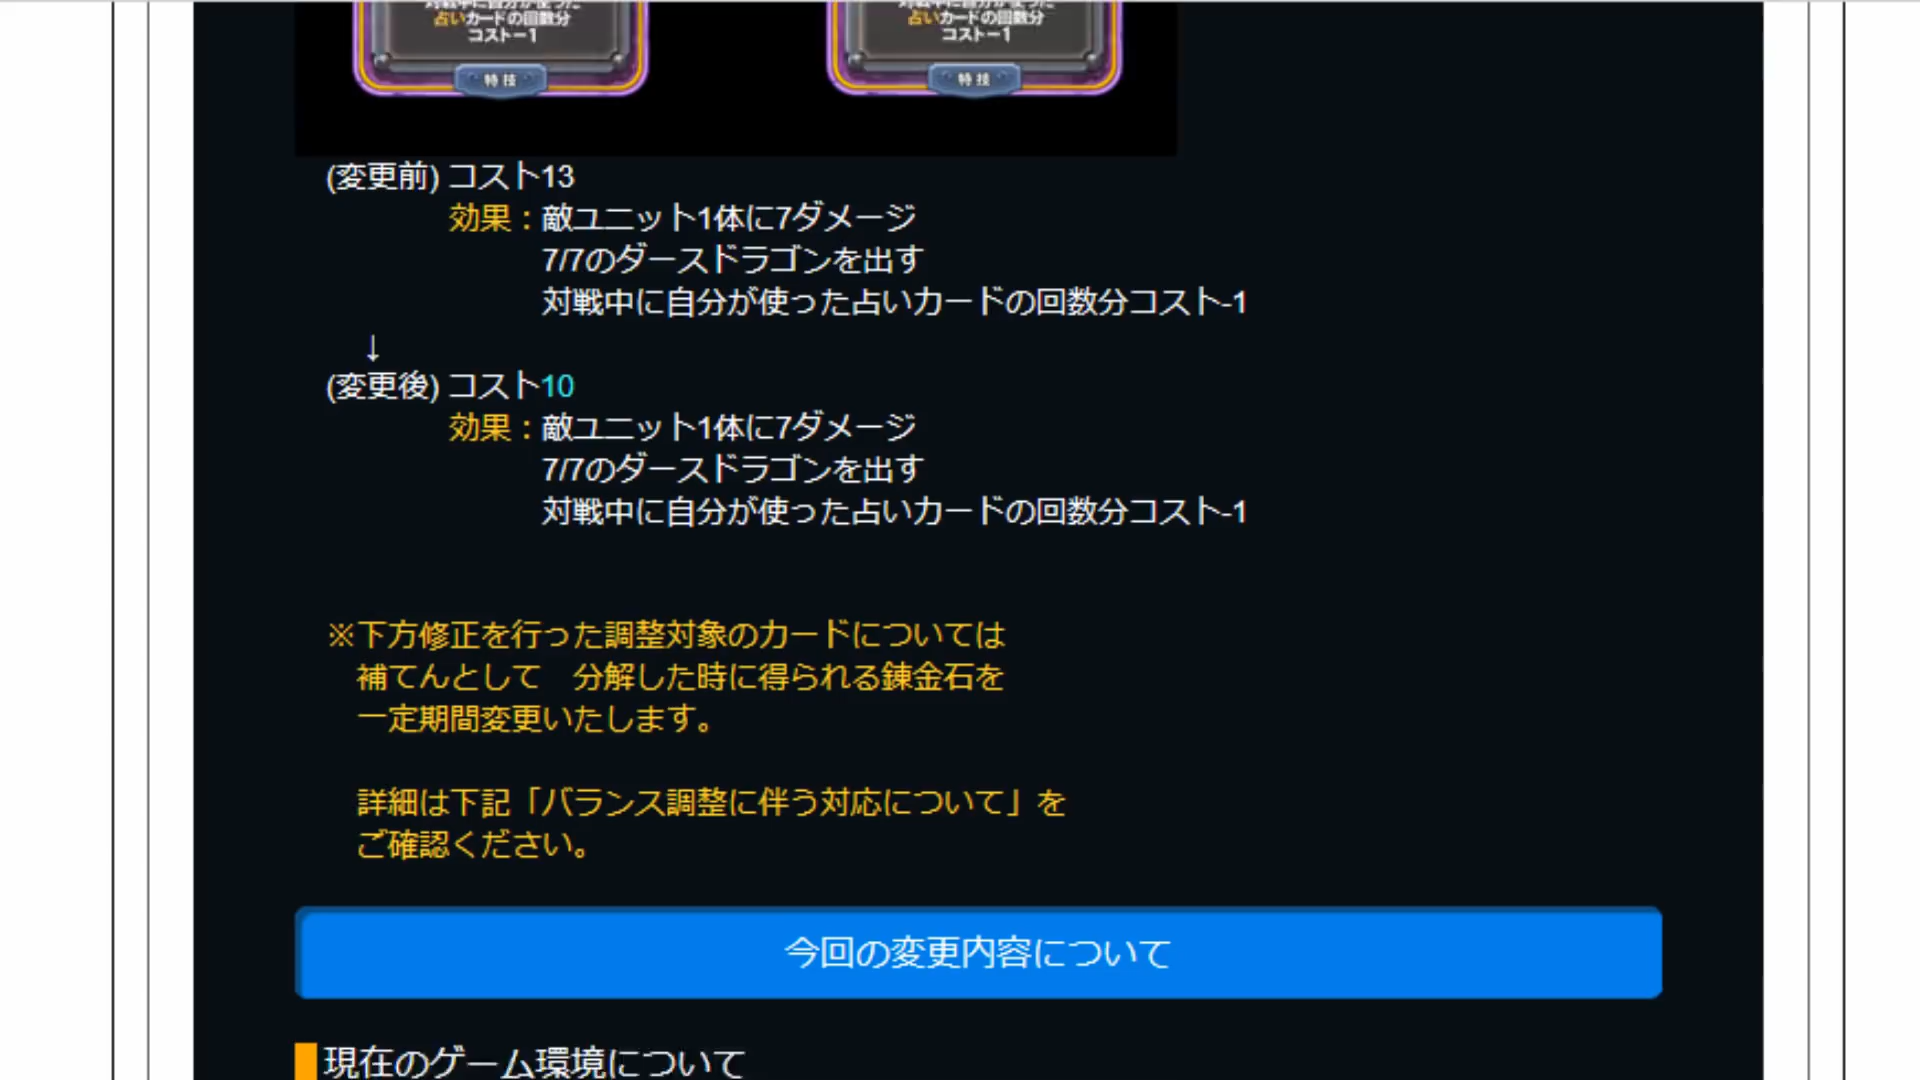 占いカードの回数分
コスト－1
特技
占いカードの回数分
コスト－1
特技
(変更前) コスト13
効果：敵ユニット1体に7ダメージ
7/7のダースドラゴンを出す
対戦中に自分が使った占いカードの回数分コスト-1
↓
(変更後) コスト10
効果：敵ユニット1体に7ダメージ
7/7のダースドラゴンを出す
対戦中に自分が使った占いカードの回数分コスト-1
※下方修正を行った調整対象のカードについては
補てんとして　分解した時に得られる錬金石を
一定期間変更いたします。
詳細は下記「バランス調整に伴う対応について」を
ご確認ください。
今回の変更内容について
現在のゲーム環境について